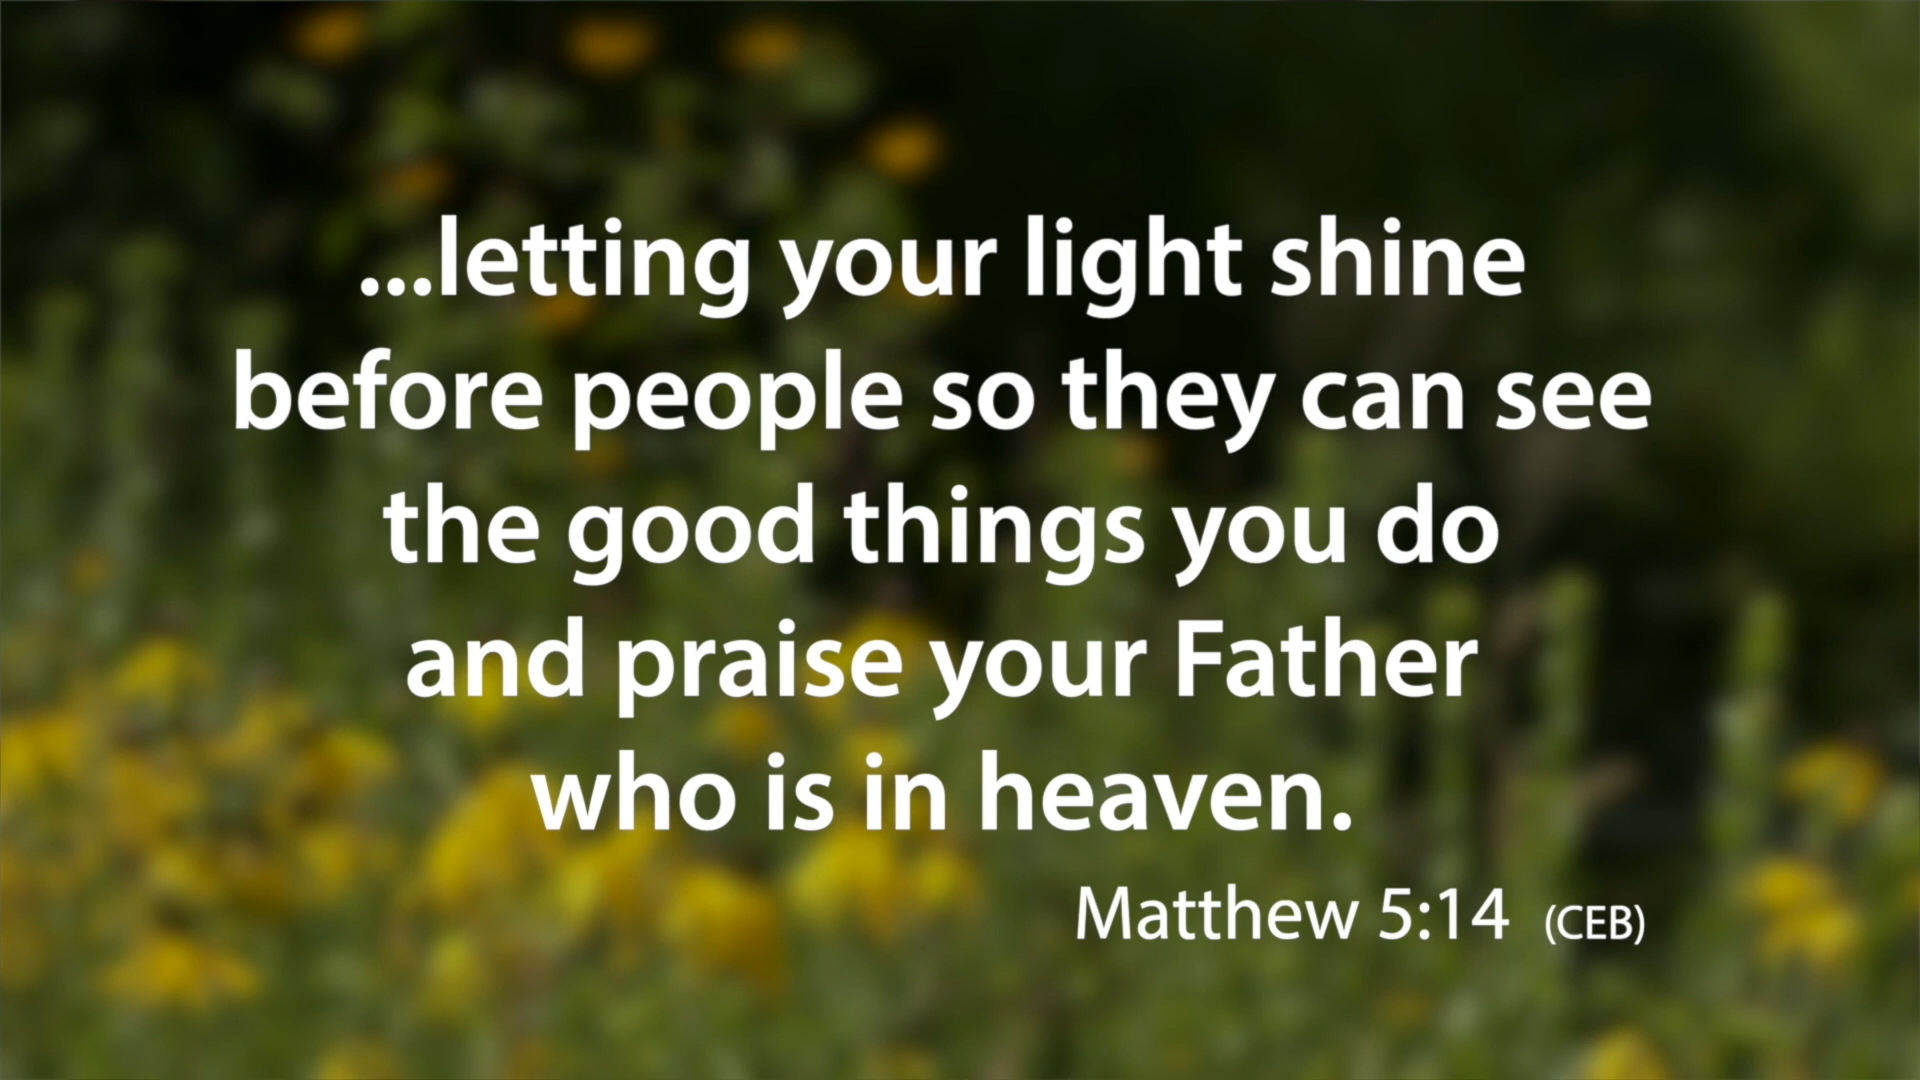 ...letting your light shine
before people so they can see
the good things you do
and praise your Father
who is in heaven.
Matthew 5:14 (CEB)